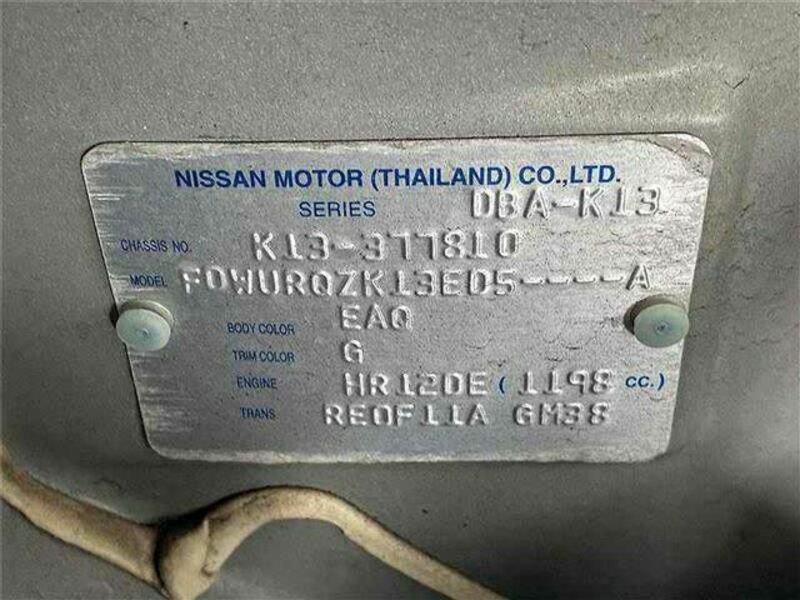 NISSAN MOTOR (THAILAND) CO.,LTD.
SERIES DBA-K13
CHASSIS NO. K13-377810
MODEL FDWURQZK13ED5----A
BODY COLOR EAQ
TRIM COLOR G
ENGINE HR12DE ( 1198 CC.)
TRANS RE0F11A GM38